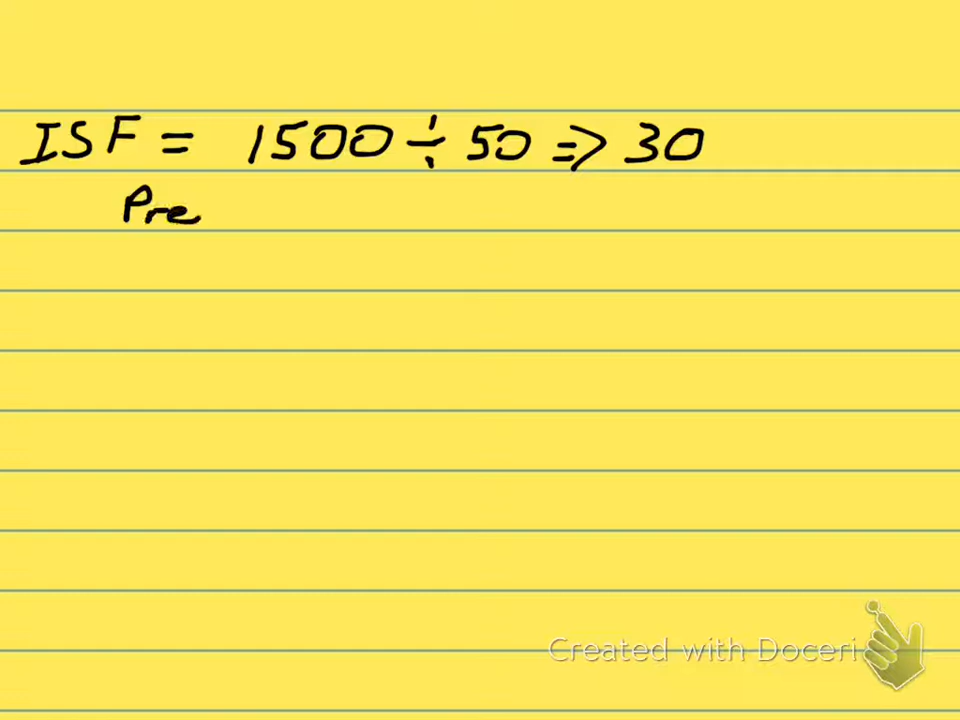 ISF = 1500 ÷ 50 => 30
Pre
Created with Doceri